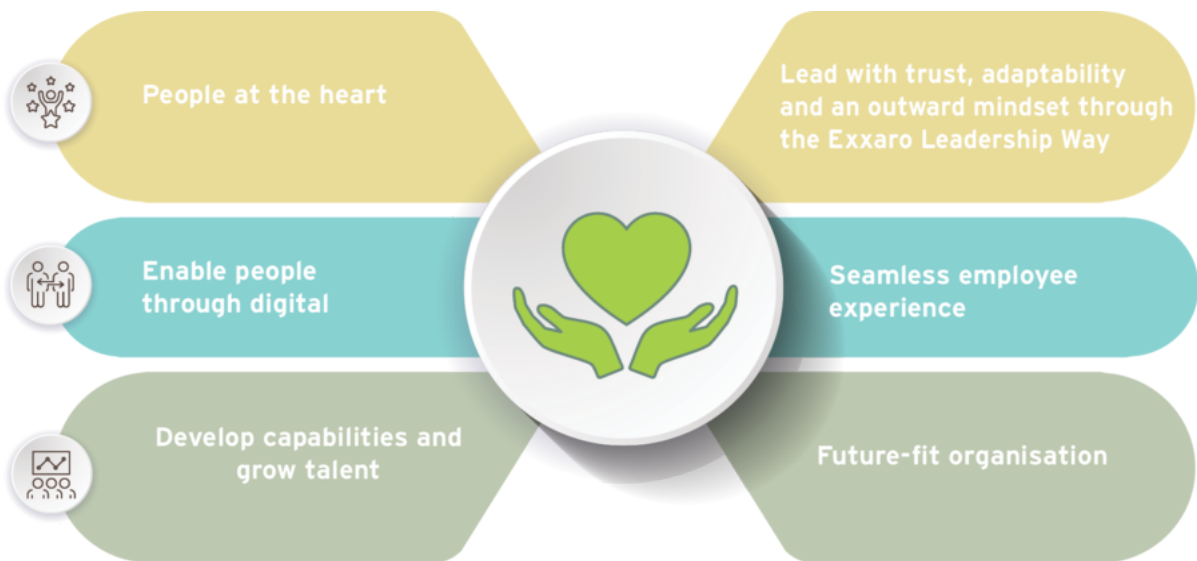 People at the heart
Lead with trust, adaptability
and an outward mindset through
the Exxaro Leadership Way
Enable people
through digital
Seamless employee
experience
Develop capabilities and
grow talent
Future-fit organisation